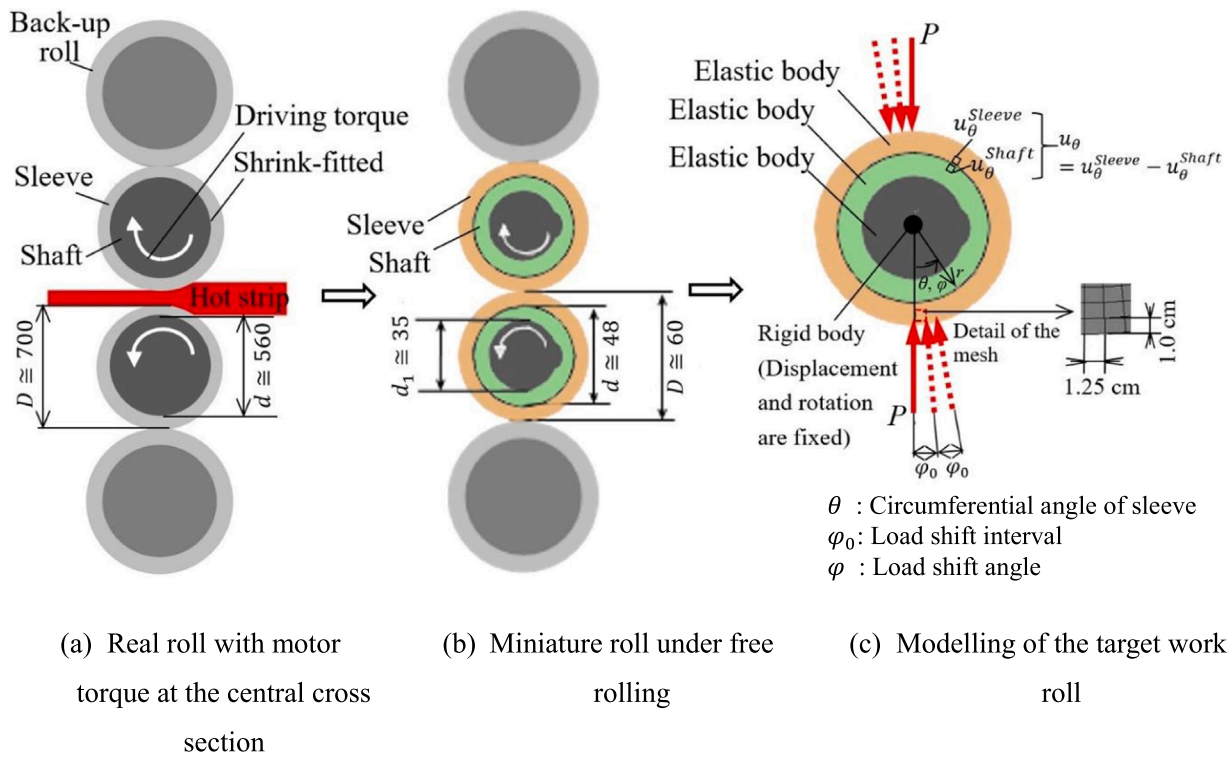 Back-up
roll
Driving torque
Shrink-fitted
Sleeve
Shaft
Hot strip
D ≅ 700
d ≅ 560
Sleeve
Shaft
d₁ ≅ 35
d ≅ 48
D ≅ 60
P
Elastic body
Elastic body
Elastic body
u_θ^Sleeve
u_θ^Shaft
u_θ
= u_θ^Sleeve − u_θ^Shaft
r
θ, φ
Rigid body
(Displacement
and rotation
are fixed)
Detail of the
mesh
1.0 cm
1.25 cm
P
φ₀ φ₀
θ : Circumferential angle of sleeve
φ₀: Load shift interval
φ : Load shift angle
(a) Real roll with motor
torque at the central cross
section
(b) Miniature roll under free
rolling
(c) Modelling of the target work
roll